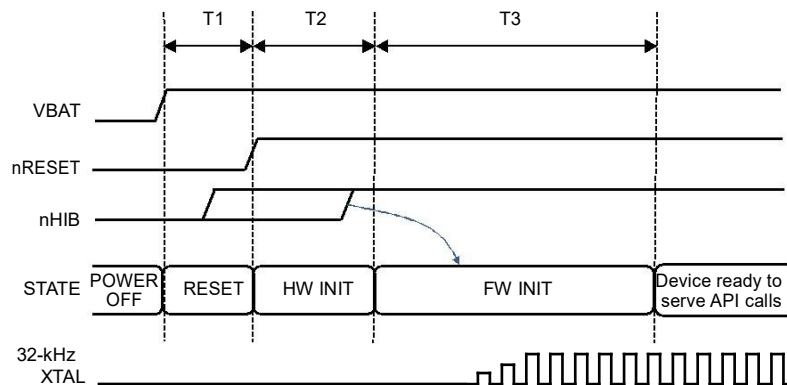 T1 T2 T3
VBAT
nRESET
nHIB
STATE POWER OFF RESET HW INIT FW INIT Device ready to serve API calls
32-kHz
XTAL